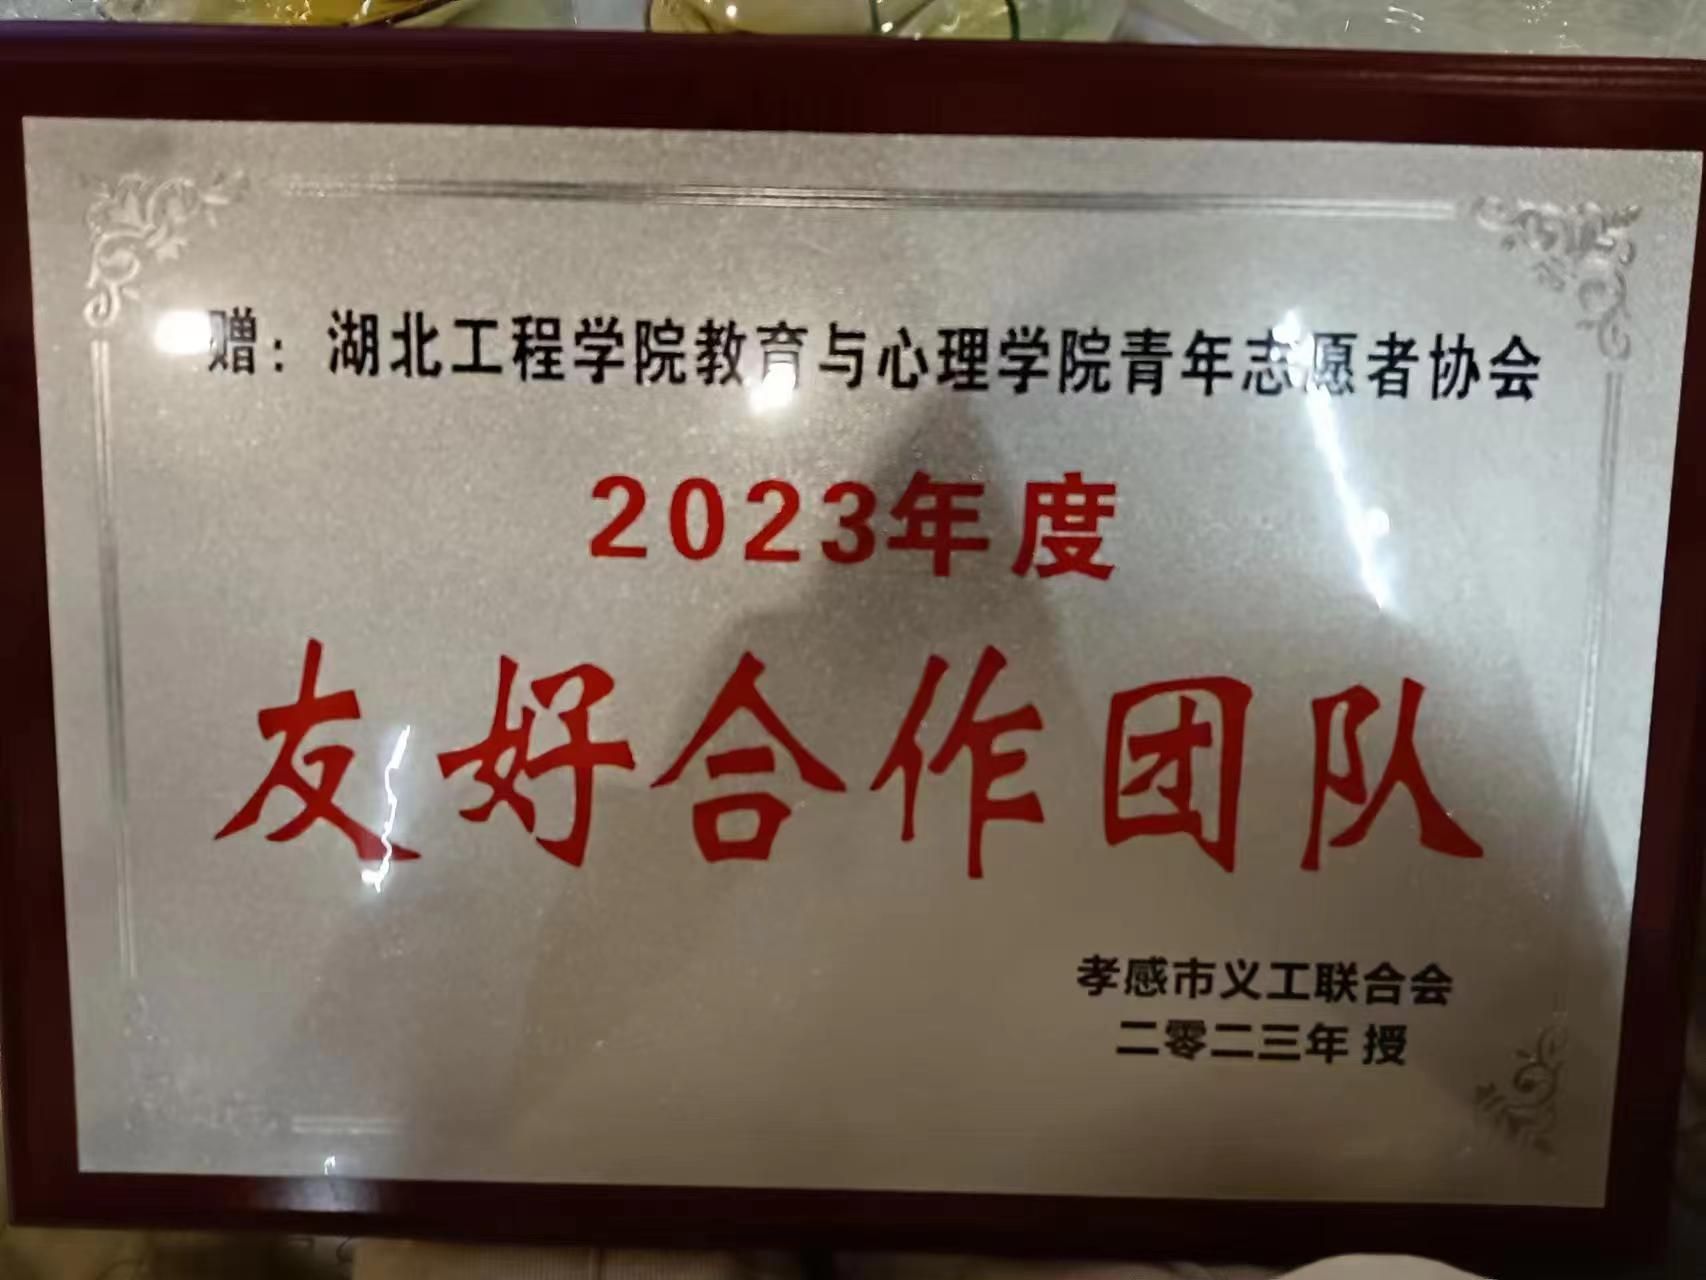 赠：湖北工程学院教育与心理学院青年志愿者协会
2023年度
友好合作团队
孝感市义工联合会
二零二三年 授